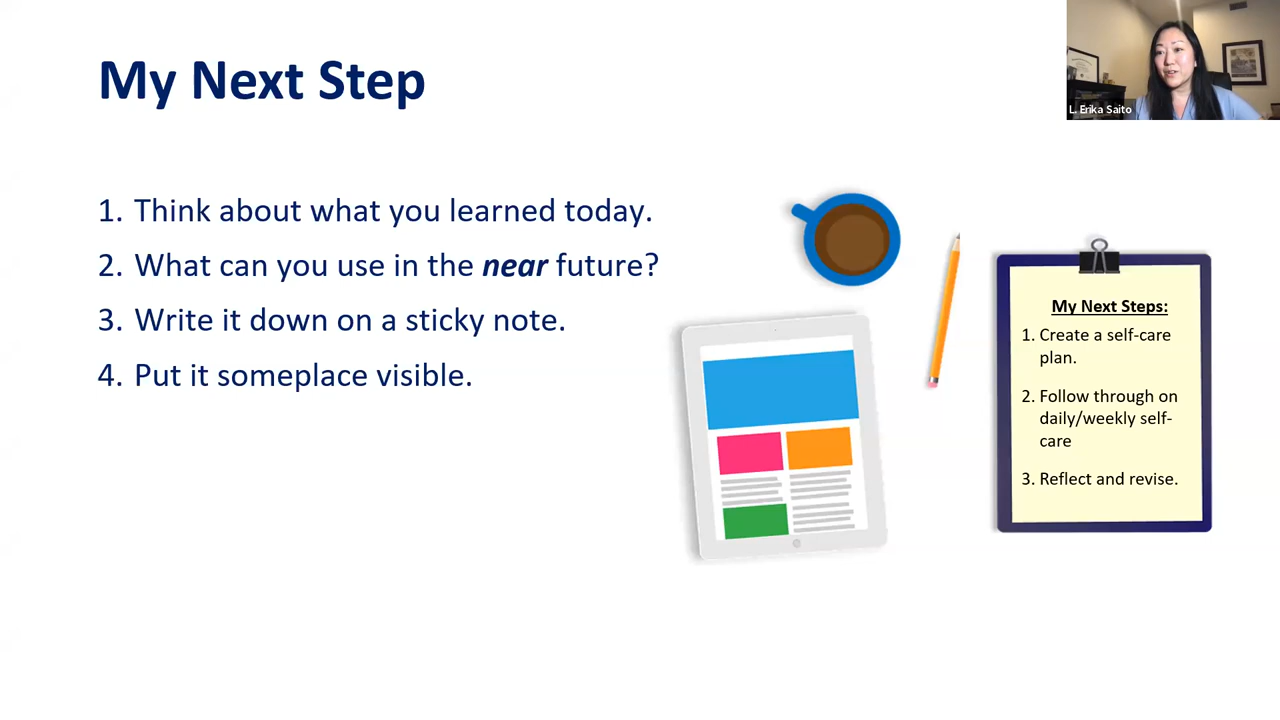 My Next Step
L. Erika Saito
1. Think about what you learned today.
2. What can you use in the near future?
3. Write it down on a sticky note.
4. Put it someplace visible.
My Next Steps:
1. Create a self-care
plan.
2. Follow through on
daily/weekly self-
care
3. Reflect and revise.